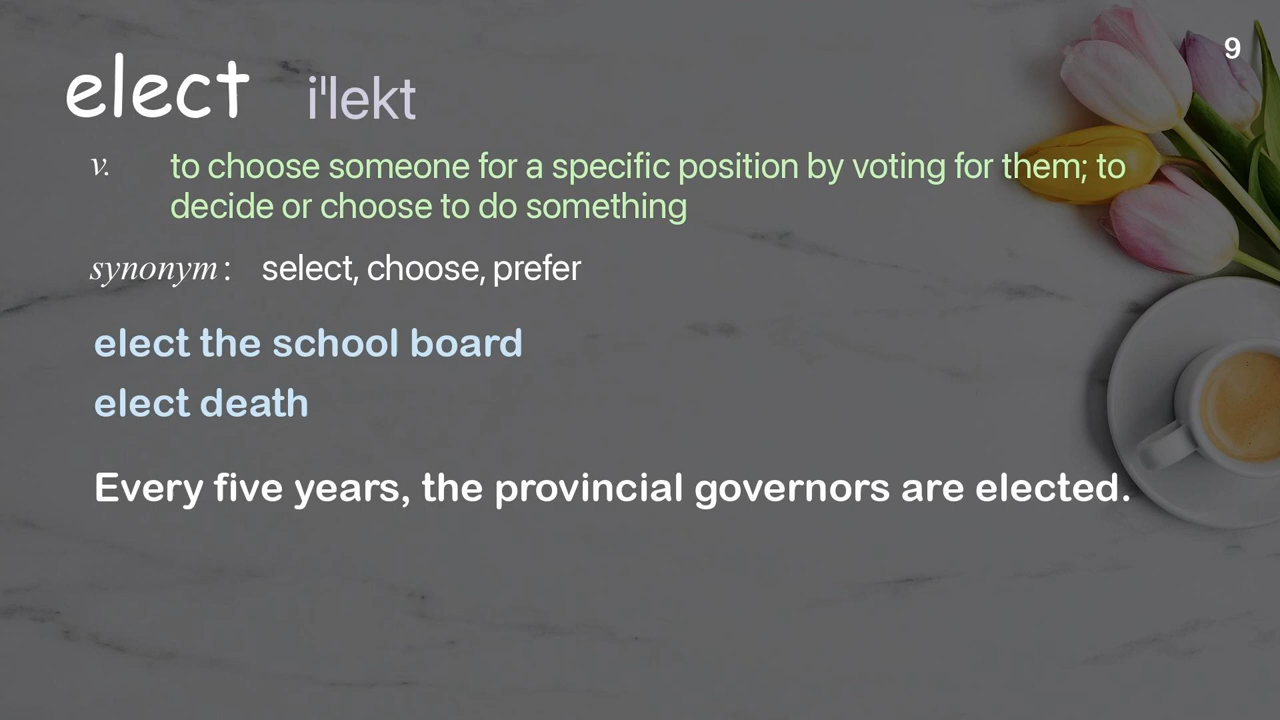 9
elect iˈlekt
v. to choose someone for a specific position by voting for them; to
decide or choose to do something
synonym: select, choose, prefer
elect the school board
elect death
Every five years, the provincial governors are elected.